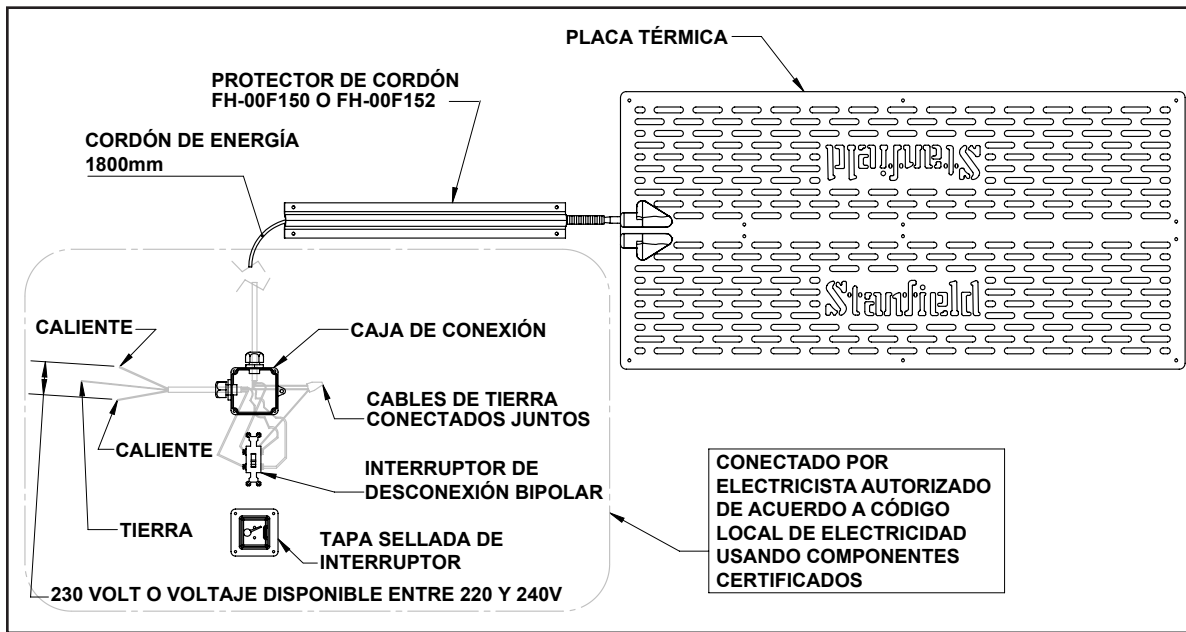 PLACA TÉRMICA
PROTECTOR DE CORDÓN
FH-00F150 O FH-00F152
CORDÓN DE ENERGÍA
1800mm
Stanfield
Stanfield
CALIENTE
CAJA DE CONEXIÓN
CABLES DE TIERRA
CONECTADOS JUNTOS
CALIENTE
INTERRUPTOR DE
DESCONEXIÓN BIPOLAR
TIERRA
TAPA SELLADA DE
INTERRUPTOR
230 VOLT O VOLTAJE DISPONIBLE ENTRE 220 Y 240V
CONECTADO POR
ELECTRICISTA AUTORIZADO
DE ACUERDO A CÓDIGO
LOCAL DE ELECTRICIDAD
USANDO COMPONENTES
CERTIFICADOS